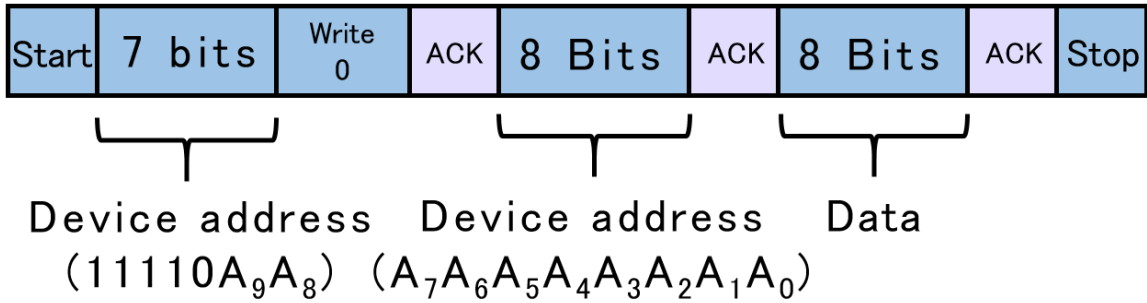 Start 7 bits Write 0 ACK 8 Bits ACK 8 Bits ACK Stop
Device address Device address Data
(11110A₉A₈) (A₇A₆A₅A₄A₃A₂A₁A₀)